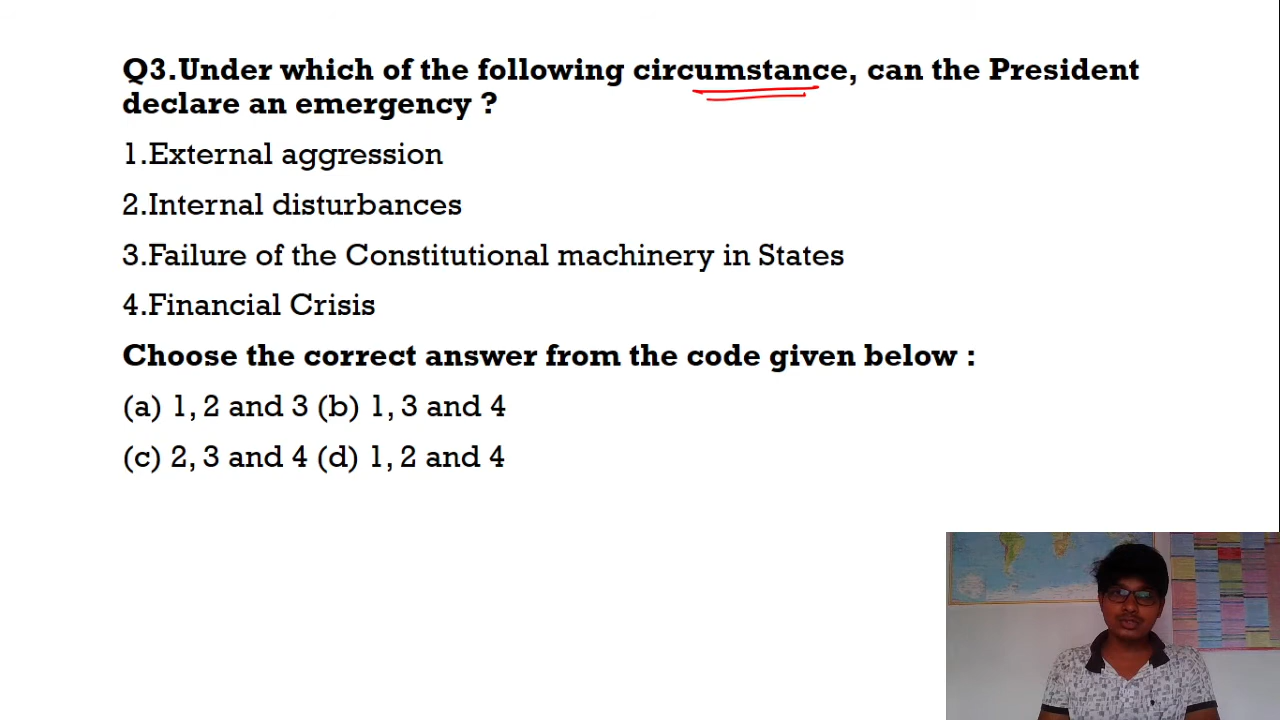 Q3.Under which of the following circumstance, can the President
declare an emergency ?
1.External aggression
2.Internal disturbances
3.Failure of the Constitutional machinery in States
4.Financial Crisis
Choose the correct answer from the code given below :
(a) 1, 2 and 3 (b) 1, 3 and 4
(c) 2, 3 and 4 (d) 1, 2 and 4